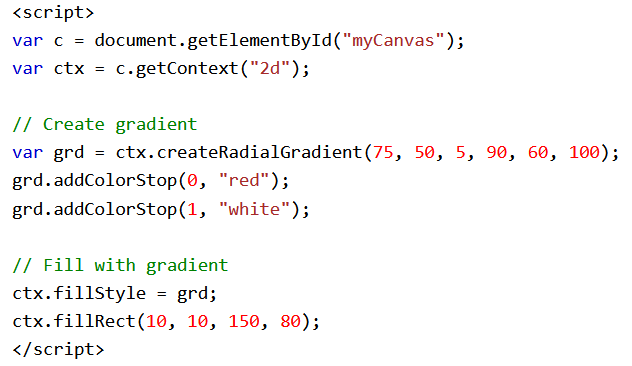 <script>
var c = document.getElementById("myCanvas");
var ctx = c.getContext("2d");
// Create gradient
var grd = ctx.createRadialGradient(75, 50, 5, 90, 60, 100);
grd.addColorStop(0, "red");
grd.addColorStop(1, "white");
// Fill with gradient
ctx.fillStyle = grd;
ctx.fillRect(10, 10, 150, 80);
</script>